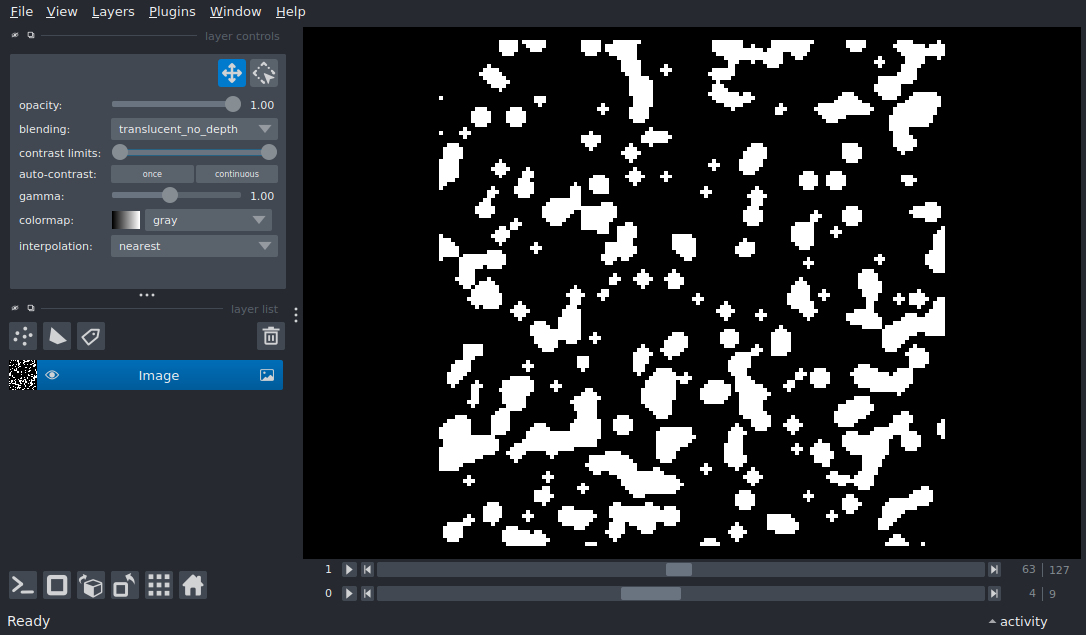 File View Layers Plugins Window Help
layer controls
opacity: 1.00
blending: translucent_no_depth
contrast limits:
auto-contrast: once continuous
gamma: 1.00
colormap: gray
interpolation: nearest
layer list
Image
1 63 127
0 4 9
Ready activity